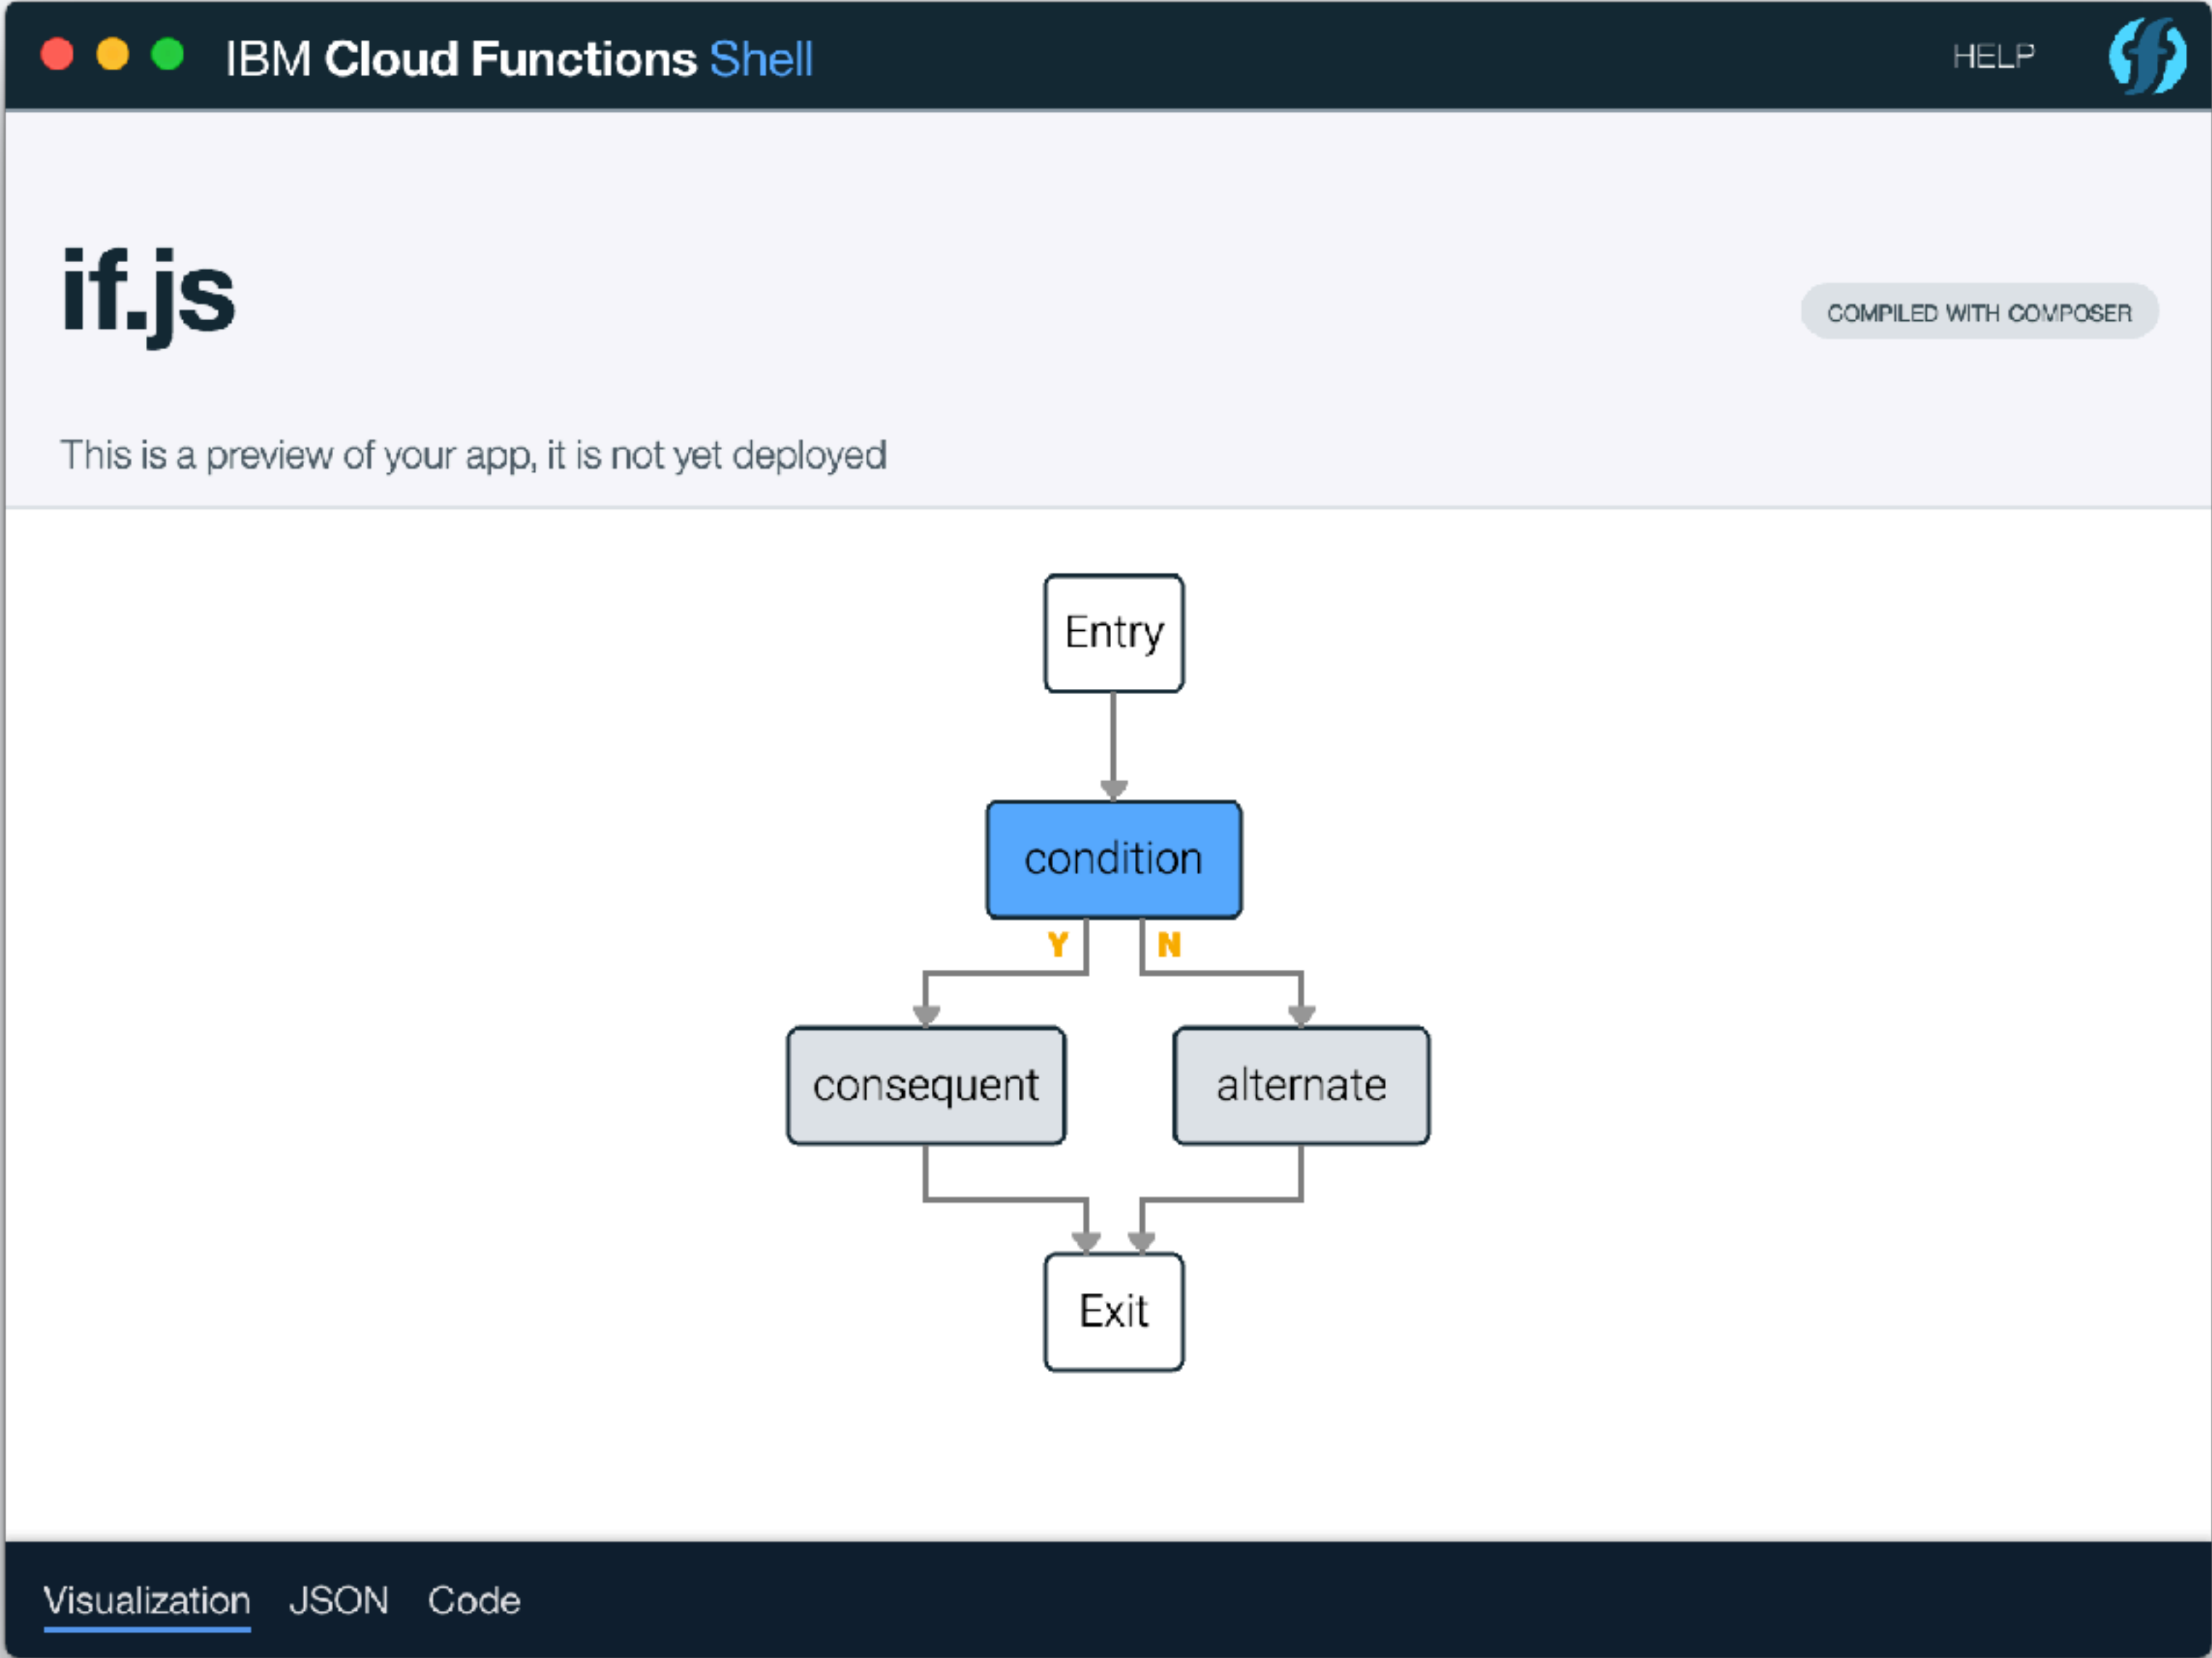 IBM Cloud Functions Shell
HELP
if.js
COMPILED WITH COMPOSER
This is a preview of your app, it is not yet deployed
Entry
condition
Y N
consequent alternate
Exit
Visualization JSON Code